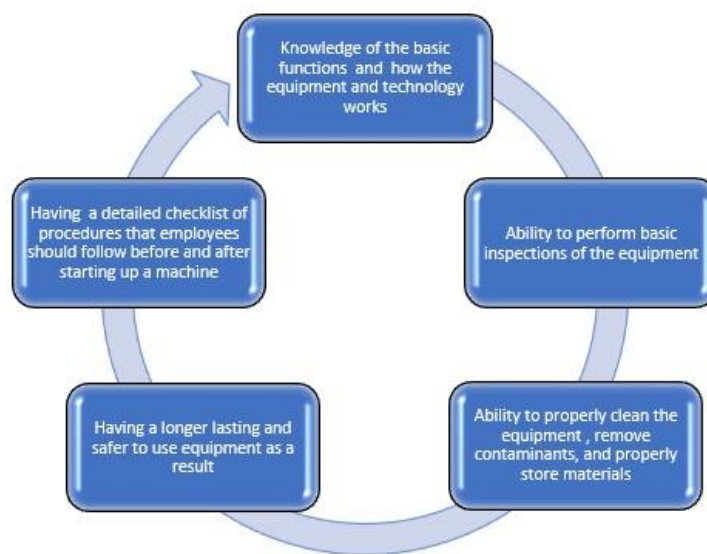 Knowledge of the basic
functions and how the
equipment and technology
works
Ability to perform basic
inspections of the equipment
Ability to properly clean the
equipment , remove
contaminants, and properly
store materials
Having a longer lasting and
safer to use equipment as a
result
Having a detailed checklist of
procedures that employees
should follow before and after
starting up a machine